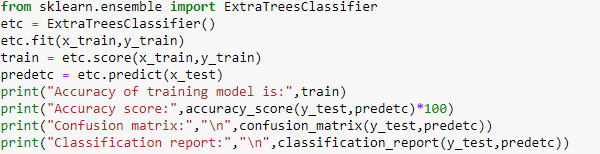 from sklearn.ensemble import ExtraTreesClassifier
etc = ExtraTreesClassifier()
etc.fit(x_train,y_train)
train = etc.score(x_train,y_train)
predetc = etc.predict(x_test)
print("Accuracy of training model is:",train)
print("Accuracy score:",accuracy_score(y_test,predetc)*100)
print("Confusion matrix:","\n",confusion_matrix(y_test,predetc))
print("Classification report:","\n",classification_report(y_test,predetc))